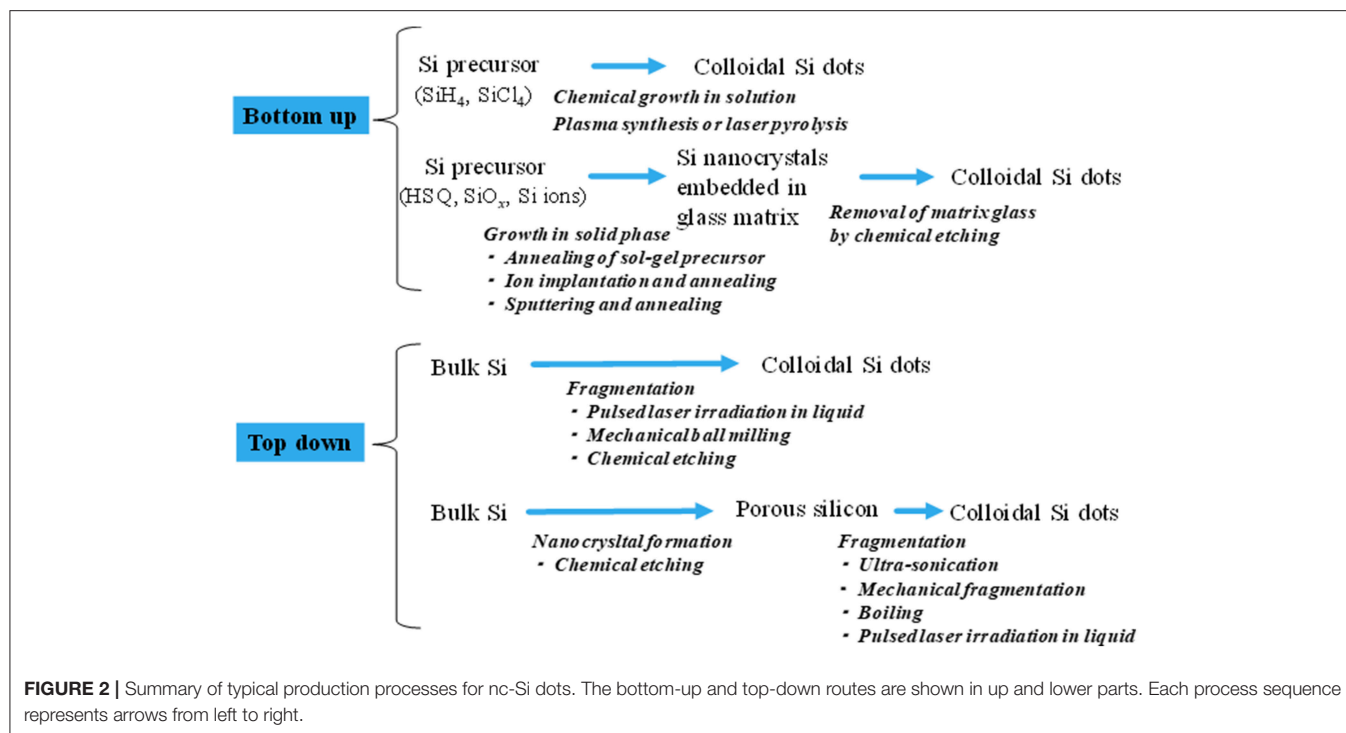 Bottom up
Si precursor
(SiH₄, SiCl₄)
Colloidal Si dots
Chemical growth in solution
Plasma synthesis or laser pyrolysis
Si precursor
(HSQ, SiOₓ, Si ions)
Si nanocrystals
embedded in
glass matrix
Colloidal Si dots
Growth in solid phase
・ Annealing of sol-gel precursor
・ Ion implantation and annealing
・ Sputtering and annealing
Removal of matrix glass
by chemical etching
Top down
Bulk Si
Colloidal Si dots
Fragmentation
・ Pulsed laser irradiation in liquid
・ Mechanical ball milling
・ Chemical etching
Bulk Si
Porous silicon
Colloidal Si dots
Nanocrysltal formation
・ Chemical etching
Fragmentation
・ Ultra-sonication
・ Mechanical fragmentation
・ Boiling
・ Pulsed laser irradiation in liquid
FIGURE 2 | Summary of typical production processes for nc-Si dots. The bottom-up and top-down routes are shown in up and lower parts. Each process sequence
represents arrows from left to right.